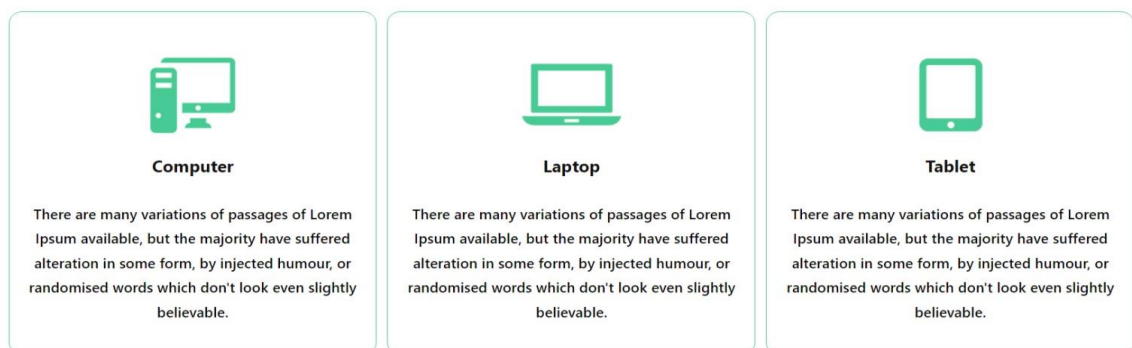 Computer
There are many variations of passages of Lorem
Ipsum available, but the majority have suffered
alteration in some form, by injected humour, or
randomised words which don't look even slightly
believable.
Laptop
There are many variations of passages of Lorem
Ipsum available, but the majority have suffered
alteration in some form, by injected humour, or
randomised words which don't look even slightly
believable.
Tablet
There are many variations of passages of Lorem
Ipsum available, but the majority have suffered
alteration in some form, by injected humour, or
randomised words which don't look even slightly
believable.